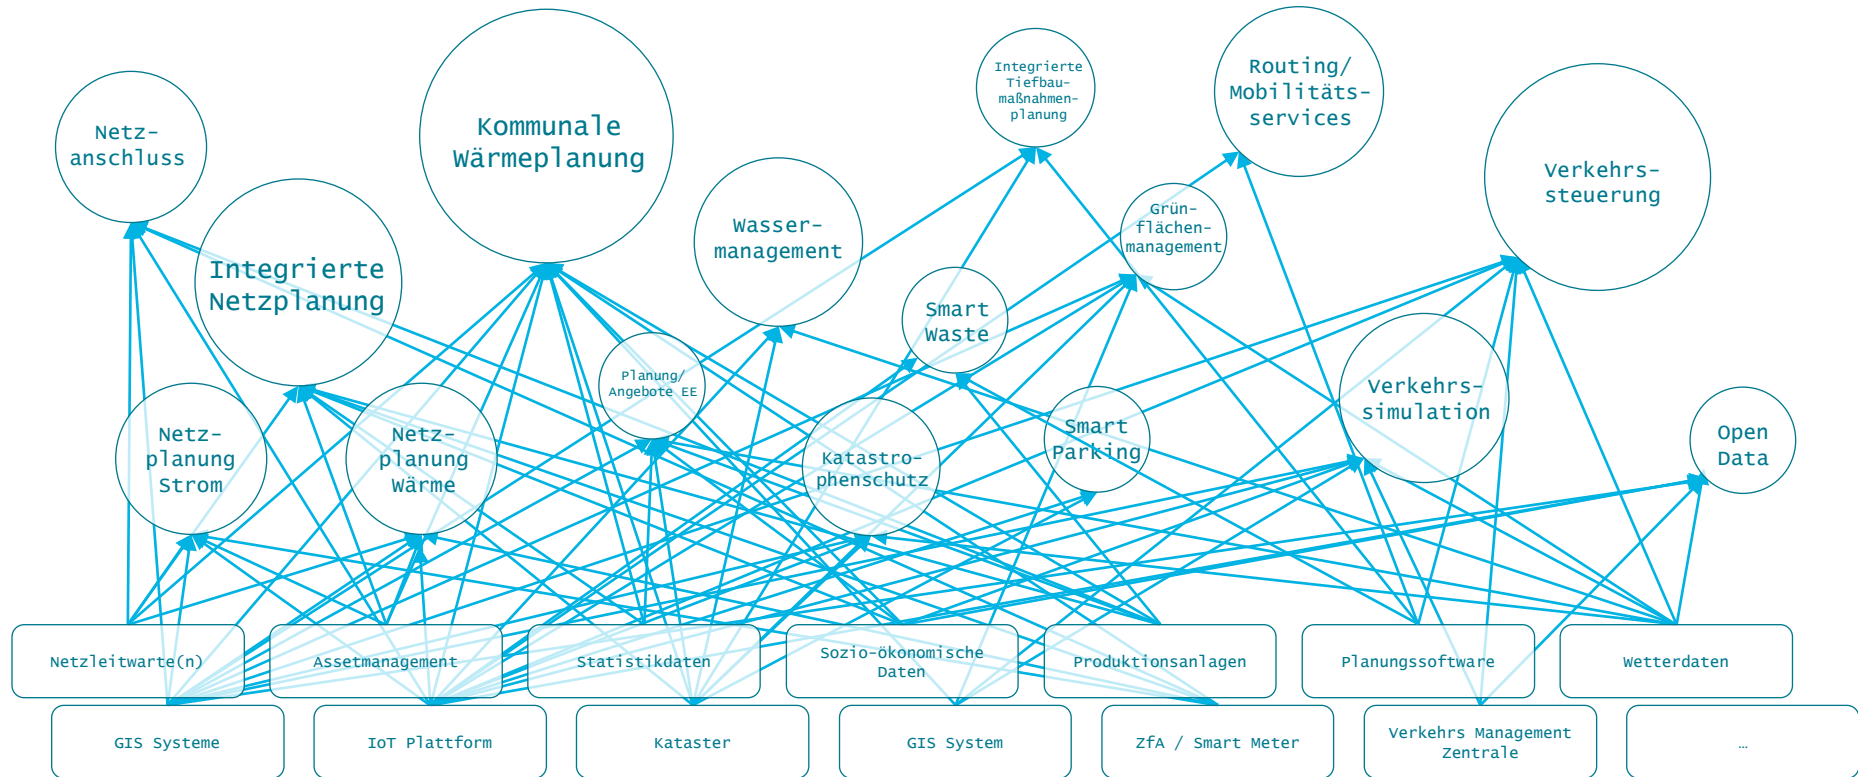 Netz-
anschluss
Integrierte
Netzplanung
Kommunale
Wärmeplanung
Wasser-
management
Integrierte
Tiefbau-
maßnahmen-
planung
Routing/
Mobilitäts-
services
Grün-
flächen-
management
Verkehrs-
steuerung
Smart
Waste
Planung/
Angebote EE
Netz-
planung
Strom
Netz-
planung
Wärme
Katastro-
phenschutz
Smart
Parking
Verkehrs-
simulation
Open
Data
Netzleitwarte(n)
Assetmanagement
Statistikdaten
Sozio-ökonomische
Daten
Produktionsanlagen
Planungssoftware
Wetterdaten
GIS Systeme
IoT Plattform
Kataster
GIS System
ZfA / Smart Meter
Verkehrs Management
Zentrale
…